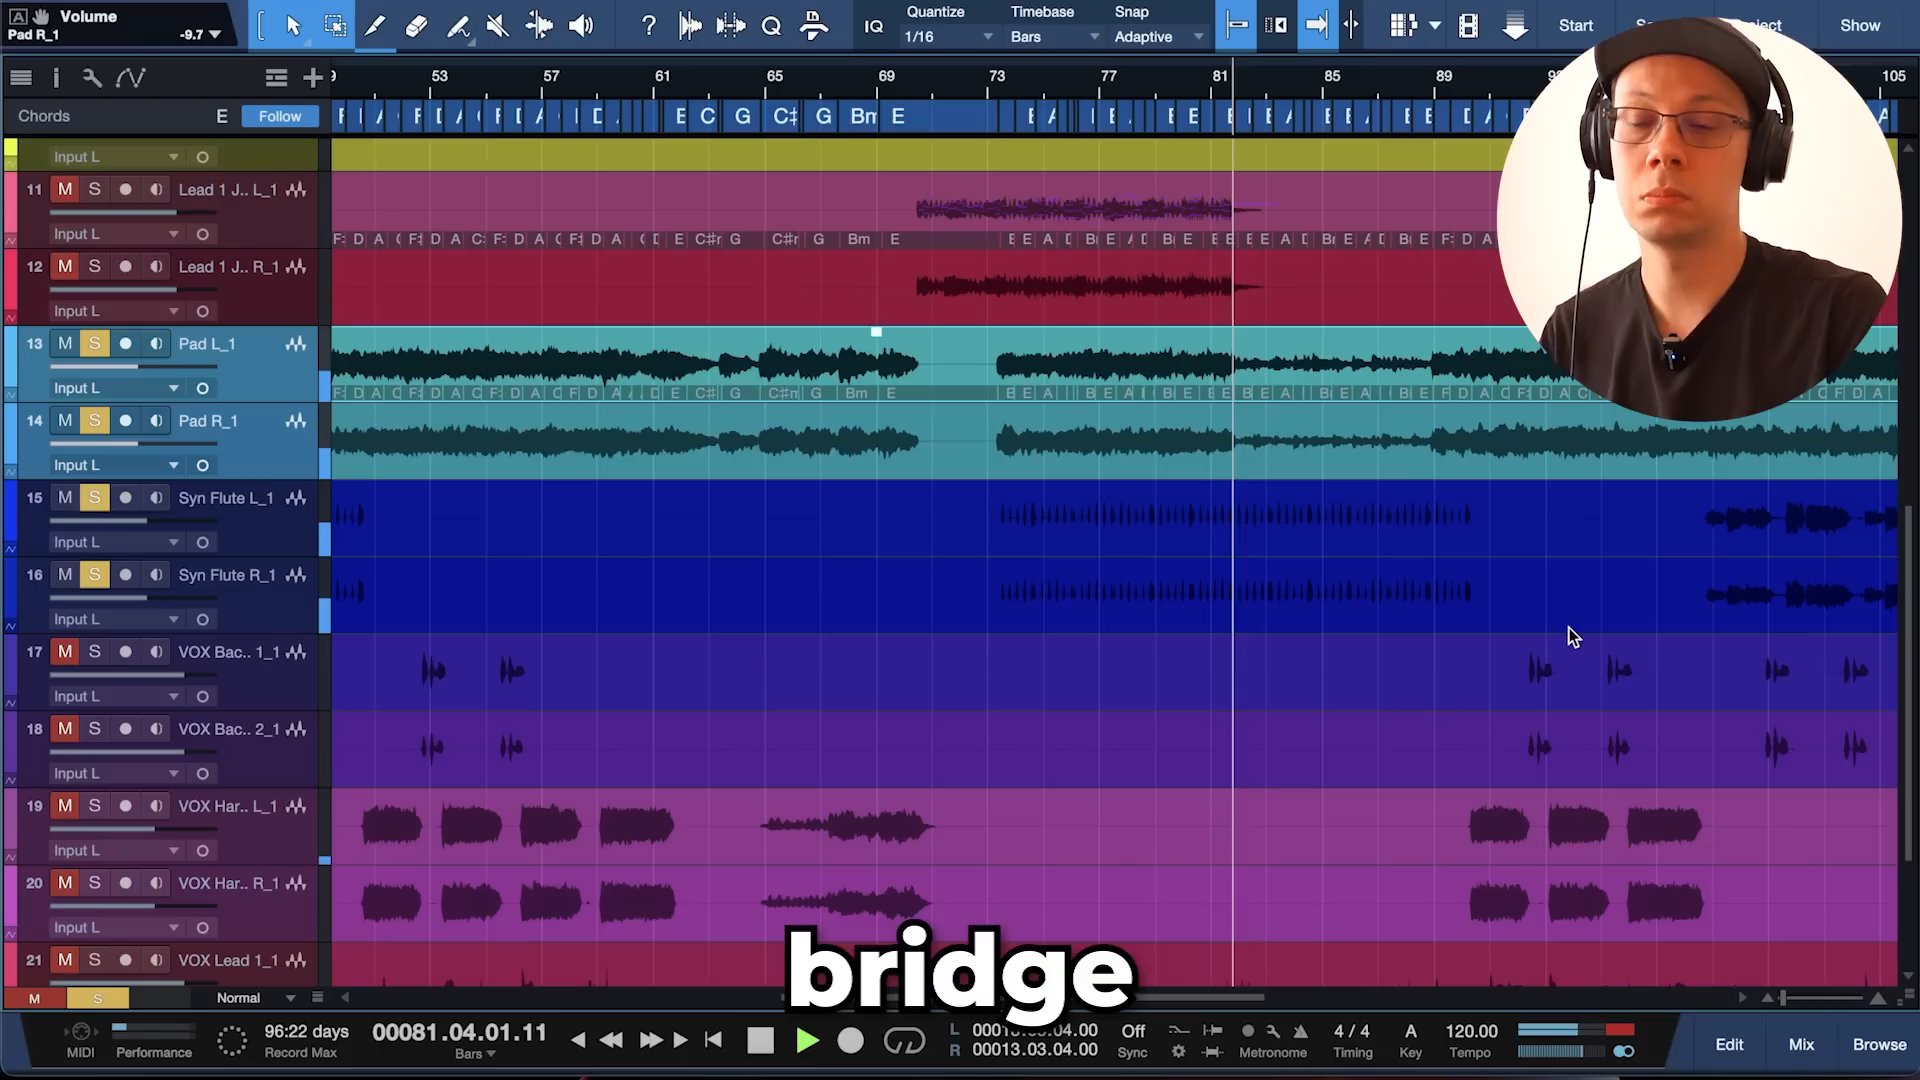 Volume
Pad R_1 -9.7
IQ
Quantize
1/16
Timebase
Bars
Snap
Adaptive
Start
Show
53 57 61 65 69 73 77 81 85 89 105
Chords E Follow
E C G C# G Bm E
Input L
11 M S Lead 1 J.. L_1
Input L
D A D A D A D E C#r G C#r G Bm E
12 M S Lead 1 J.. R_1
Input L
13 M S Pad L_1
Input L
D A D A D A D E C# G C#n G Bm E
14 M S Pad R_1
Input L
15 M S Syn Flute L_1
Input L
16 M S Syn Flute R_1
Input L
17 M S VOX Bac.. 1_1
Input L
18 M S VOX Bac.. 2_1
Input L
19 M S VOX Har.. L_1
Input L
20 M S VOX Har.. R_1
Input L
21 M S VOX Lead 1_1
bridge
M S Normal
MIDI
Performance
96:22 days
Record Max
00081.04.01.11
Bars
L
R 00013.03.04.00
Off
Sync
Metronome
4 / 4
Timing
A
Key
120.00
Tempo
Edit
Mix
Browse